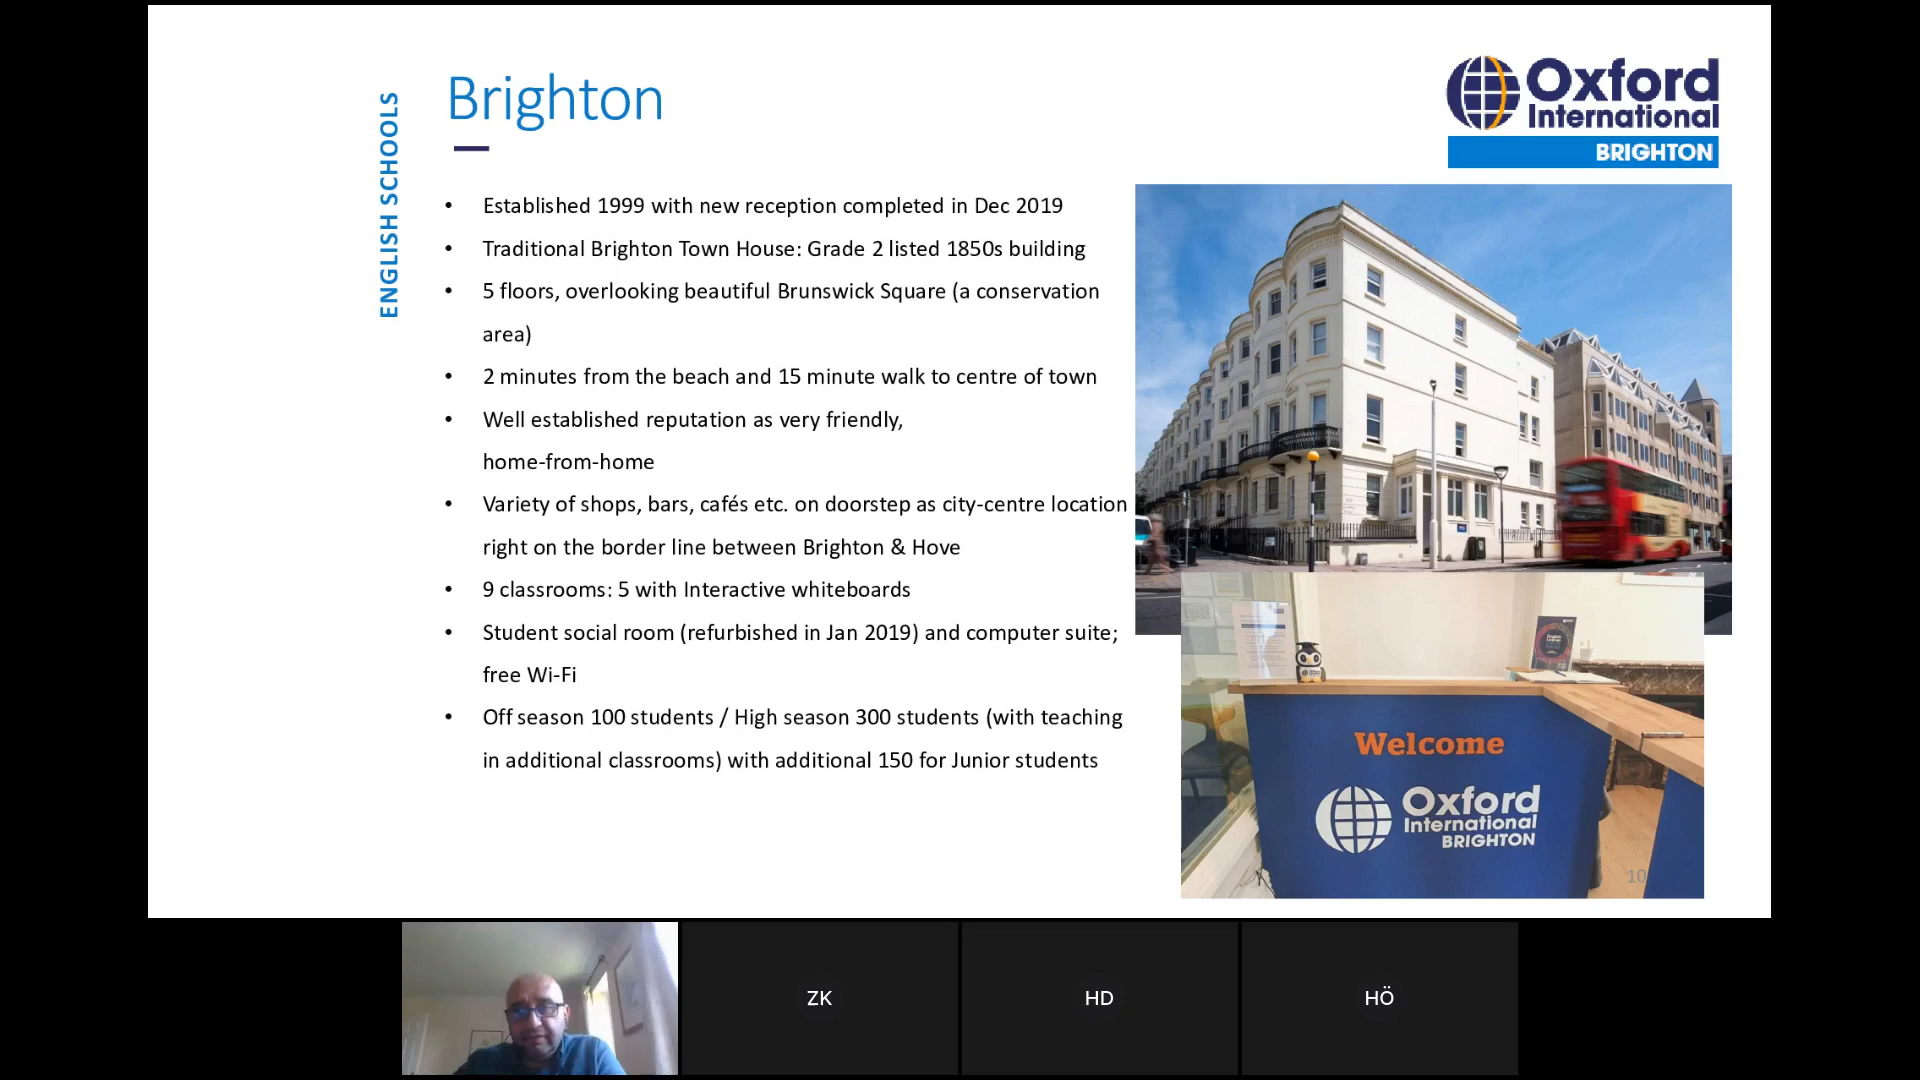 ENGLISH SCHOOLS
Brighton
Oxford
International
BRIGHTON
• Established 1999 with new reception completed in Dec 2019
• Traditional Brighton Town House: Grade 2 listed 1850s building
• 5 floors, overlooking beautiful Brunswick Square (a conservation
area)
• 2 minutes from the beach and 15 minute walk to centre of town
• Well established reputation as very friendly,
home-from-home
• Variety of shops, bars, cafés etc. on doorstep as city-centre location
right on the border line between Brighton & Hove
• 9 classrooms: 5 with Interactive whiteboards
• Student social room (refurbished in Jan 2019) and computer suite;
free Wi-Fi
• Off season 100 students / High season 300 students (with teaching
in additional classrooms) with additional 150 for Junior students
Welcome
Oxford
International
BRIGHTON
10
ZK
HD
HÖ